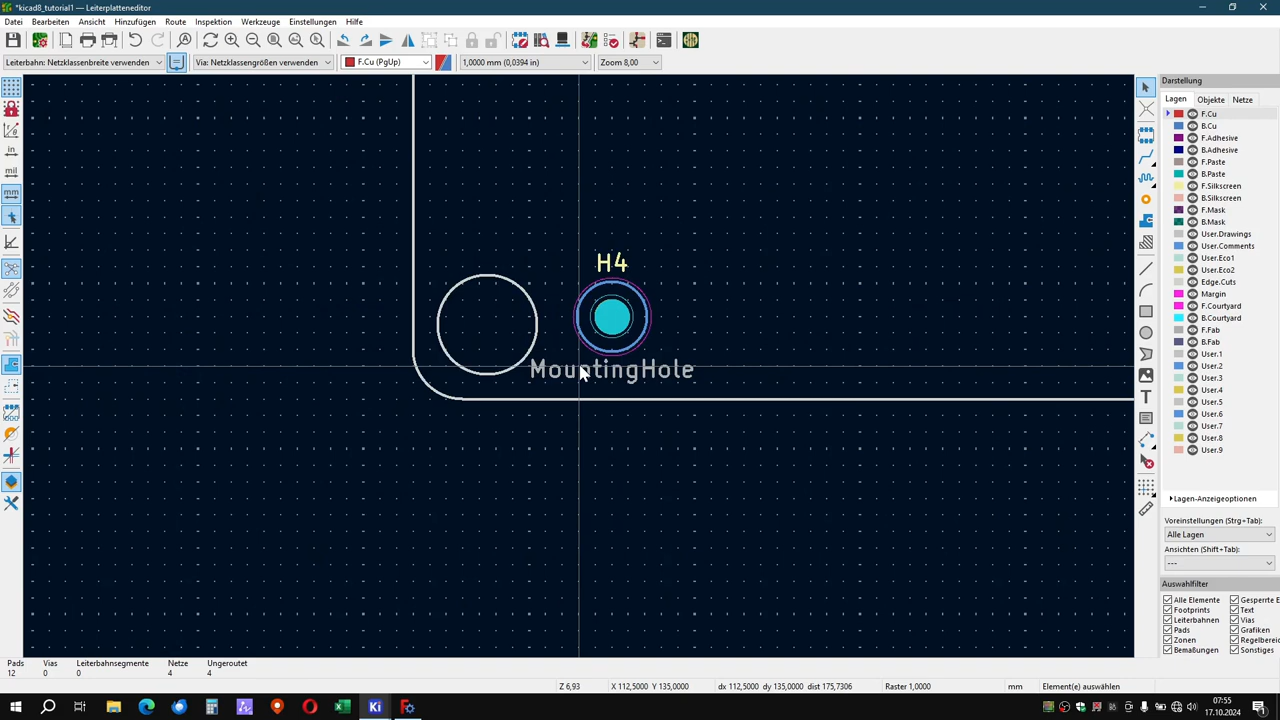 *kicad8_tutorial1 — Leiterplatteneditor
Datei Bearbeiten Ansicht Hinzufügen Route Inspektion Werkzeuge Einstellungen Hilfe
Leiterbahn: Netzklassenbreite verwenden Via: Netzklassengrößen verwenden F.Cu (PgUp) 1,0000 mm (0,0394 in) Zoom 8,00
in
mil
mm
H4
MountingHole
Darstellung
Lagen Objekte Netze
F.Cu
B.Cu
F.Adhesive
B.Adhesive
F.Paste
B.Paste
F.Silkscreen
B.Silkscreen
F.Mask
B.Mask
User.Drawings
User.Comments
User.Eco1
User.Eco2
Edge.Cuts
Margin
F.Courtyard
B.Courtyard
F.Fab
B.Fab
User.1
User.2
User.3
User.4
User.5
User.6
User.7
User.8
User.9
Lagen-Anzeigeoptionen
Voreinstellungen (Strg+Tab):
Alle Lagen
Ansichten (Shift+Tab):
---
Auswahlfilter
Alle Elemente Gesperrte E
Footprints Text
Leiterbahnen Vias
Pads Grafiken
Zonen Regelberei
Bemaßungen Sonstiges
Pads Vias Leiterbahnsegmente Netze Ungeroutet
12 0 0 4 4
Z 6,93 X 112,5000 Y 135,0000 dx 112,5000 dy 135,0000 dist 175,7306 Raster 1,0000 mm Element(e) auswählen
07:55
17.10.2024